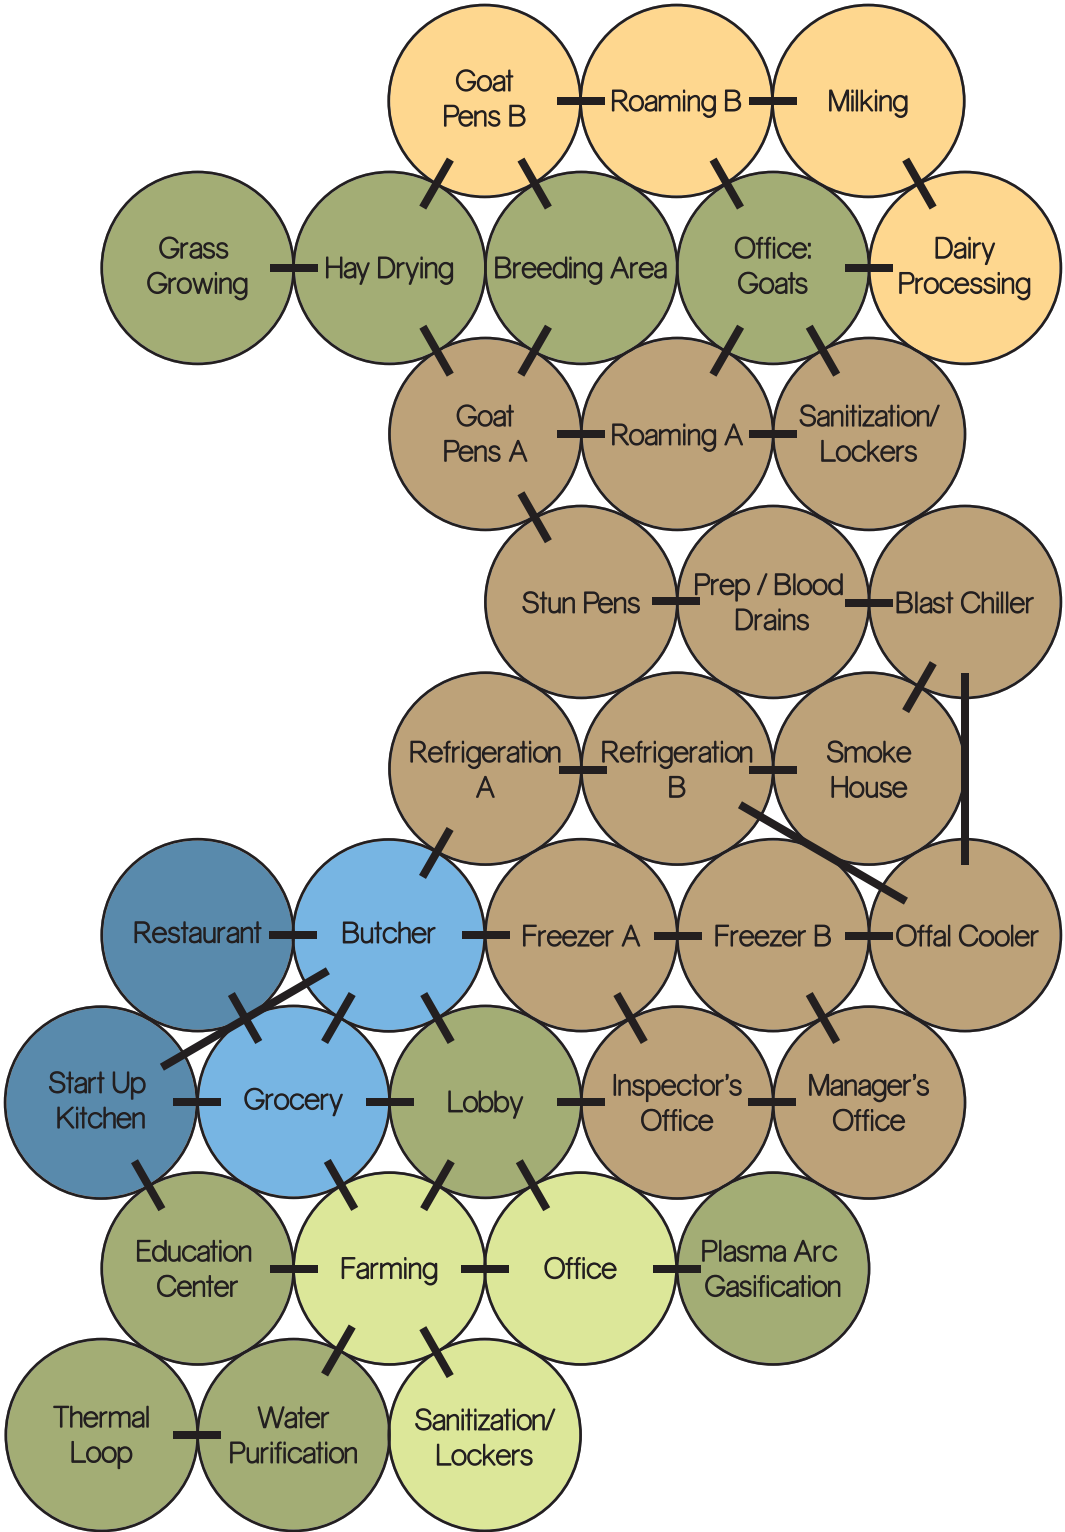 Goat
Pens B
Roaming B
Milking
Grass
Growing
Hay Drying
Breeding Area
Office:
Goats
Dairy
Processing
Goat
Pens A
Roaming A
Sanitization/
Lockers
Stun Pens
Prep / Blood
Drains
Blast Chiller
Refrigeration
A
Refrigeration
B
Smoke
House
Restaurant
Butcher
Freezer A
Freezer B
Offal Cooler
Start Up
Kitchen
Grocery
Lobby
Inspector's
Office
Manager's
Office
Education
Center
Farming
Office
Plasma Arc
Gasification
Thermal
Loop
Water
Purification
Sanitization/
Lockers